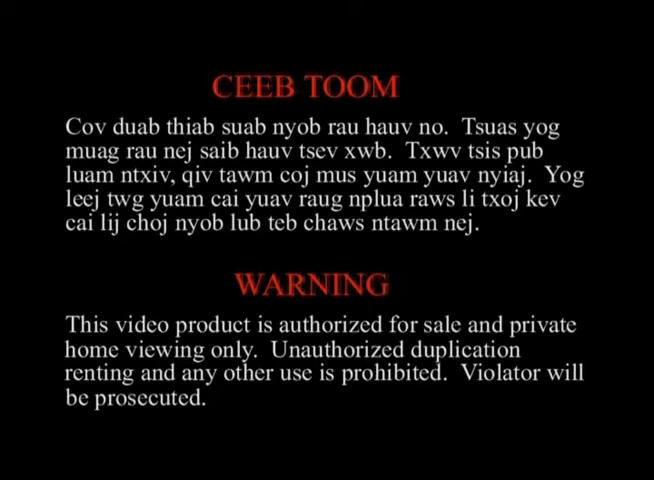 CEEB TOOM
Cov duab thiab suab nyob rau hauv no. Tsuas yog
muag rau nej saib hauv tsev xwb. Txwv tsis pub
luam ntxiv, qiv tawm coj mus yuam yuav nyiaj. Yog
leej twg yuam cai yuav raug nplua raws li txoj kev
cai lij choj nyob lub teb chaws ntawm nej.
WARNING
This video product is authorized for sale and private
home viewing only. Unauthorized duplication
renting and any other use is prohibited. Violator will
be prosecuted.